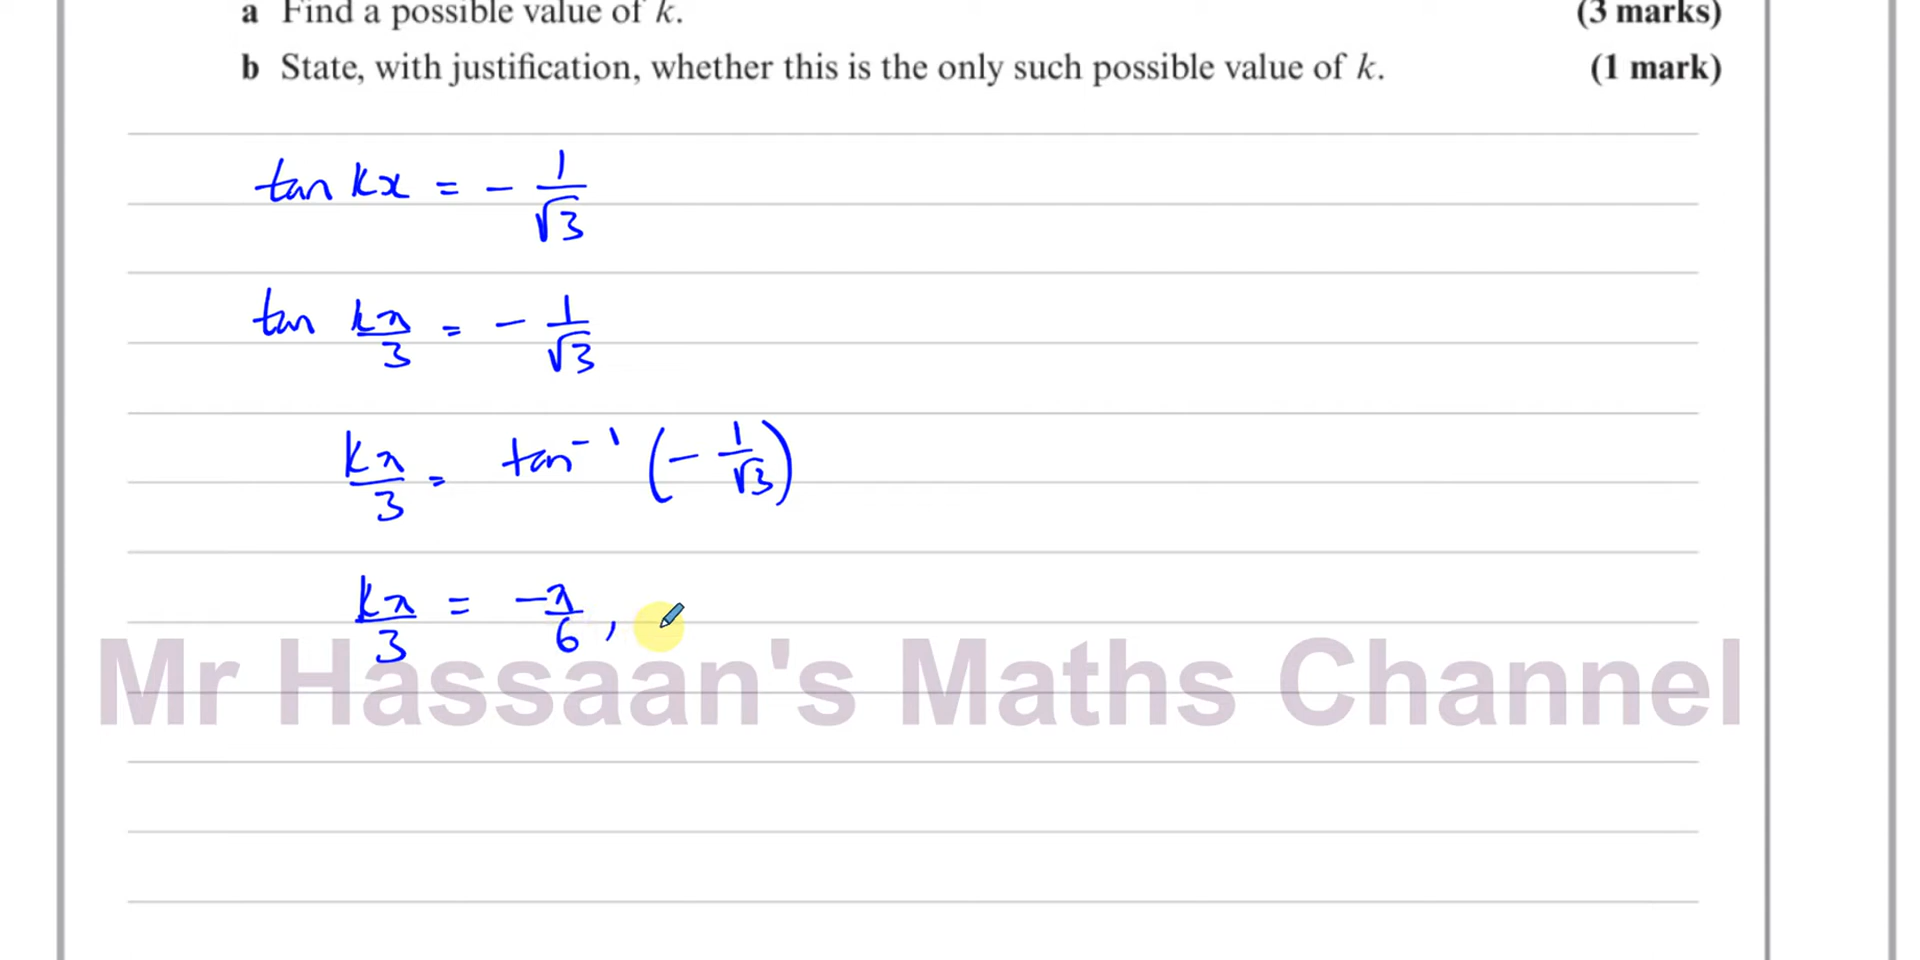 a Find a possible value of k. (3 marks)
b State, with justification, whether this is the only such possible value of k. (1 mark)
tan kx = - 1/√3
tan kπ/3 = - 1/√3
kπ/3 = tan⁻¹ (- 1/√3)
kπ/3 = -π/6 ,
Mr Hassaan's Maths Channel